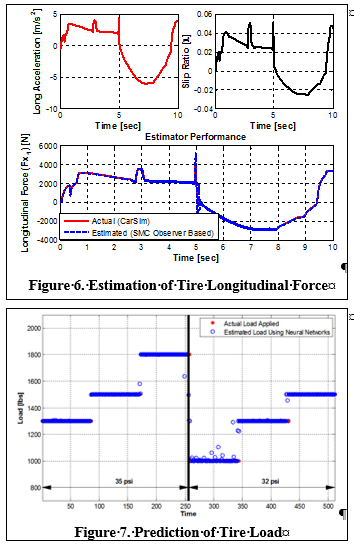 Long Acceleration [m/s²]
5
0
-5
-10
0
5
10
Time [sec]
Slip Ratio [λ]
0.06
0.04
0.02
0
-0.02
-0.04
0
5
10
Time [sec]
Estimator Performance
Longitudinal Force (Fx₁) [N]
6000
4000
2000
0
-2000
-4000
Actual (CarSim)
Estimated (SMC Observer Based)
0 1 2 3 4 5 6 7 8 9 10
Time [sec]
¶
Figure·6.·Estimation·of·Tire·Longitudinal·Force¤
¤
Load [lbs]
2000
1800
1600
1400
1200
1000
800
Actual Load Applied
Estimated Load Using Neural Networks
35 psi
32 psi
50 100 150 200 250 300 350 400 450 500
Time
¶
Figure·7.·Prediction·of·Tire·Load¤
¤